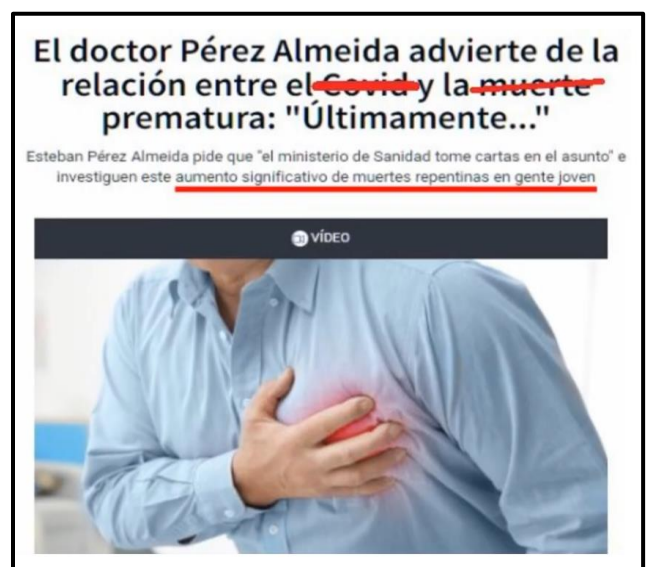 El doctor Pérez Almeida advierte de la
relación entre el Covid y la muerte
prematura: "Últimamente..."
Esteban Pérez Almeida pide que "el ministerio de Sanidad tome cartas en el asunto" e
investiguen este aumento significativo de muertes repentinas en gente joven
VÍDEO